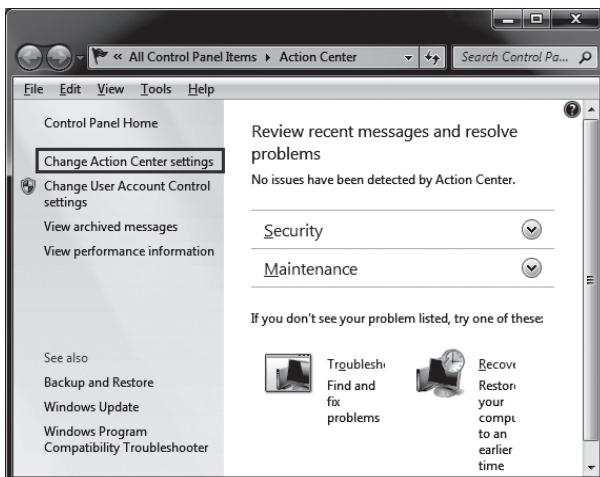 « All Control Panel Items ▸ Action Center
Search Control Pa...
File Edit View Tools Help
Control Panel Home
Change Action Center settings
Change User Account Control
settings
View archived messages
View performance information
See also
Backup and Restore
Windows Update
Windows Program
Compatibility Troubleshooter
Review recent messages and resolve
problems
No issues have been detected by Action Center.
Security
Maintenance
If you don't see your problem listed, try one of these:
Troublesh
Find and
fix
problems
Recove
Restore
your
compu
to an
earlier
time